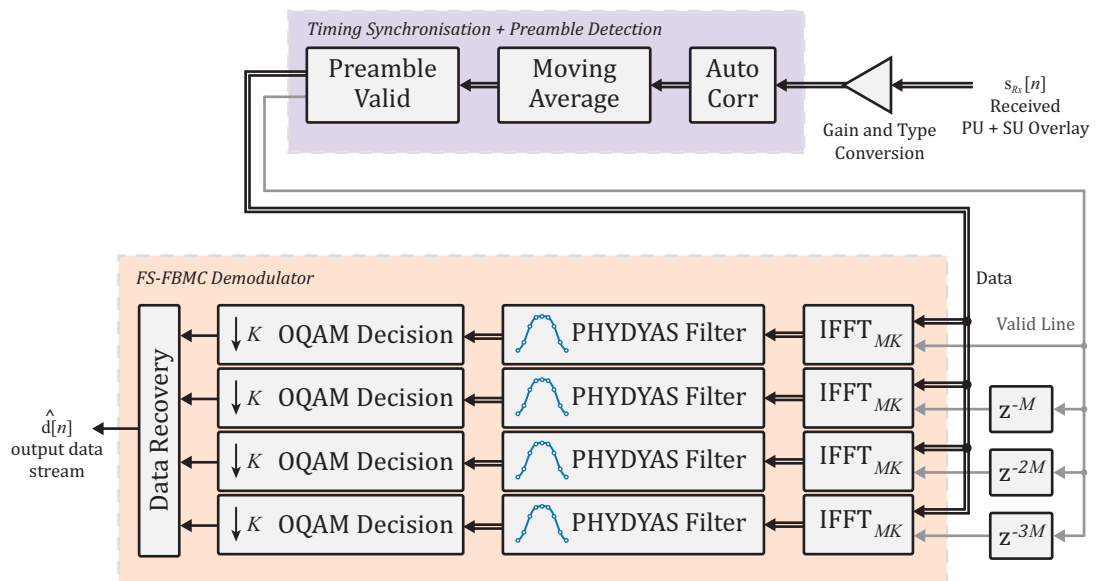 Timing Synchronisation + Preamble Detection
Preamble
Valid
Moving
Average
Auto
Corr
Gain and Type
Conversion
s_Rx[n]
Received
PU + SU Overlay
FS-FBMC Demodulator
Data
Valid Line
Data Recovery
↓ K OQAM Decision
PHYDYAS Filter
IFFT_MK
↓ K OQAM Decision
PHYDYAS Filter
IFFT_MK
z^-M
↓ K OQAM Decision
PHYDYAS Filter
IFFT_MK
z^-2M
↓ K OQAM Decision
PHYDYAS Filter
IFFT_MK
z^-3M
d̂[n]
output data
stream